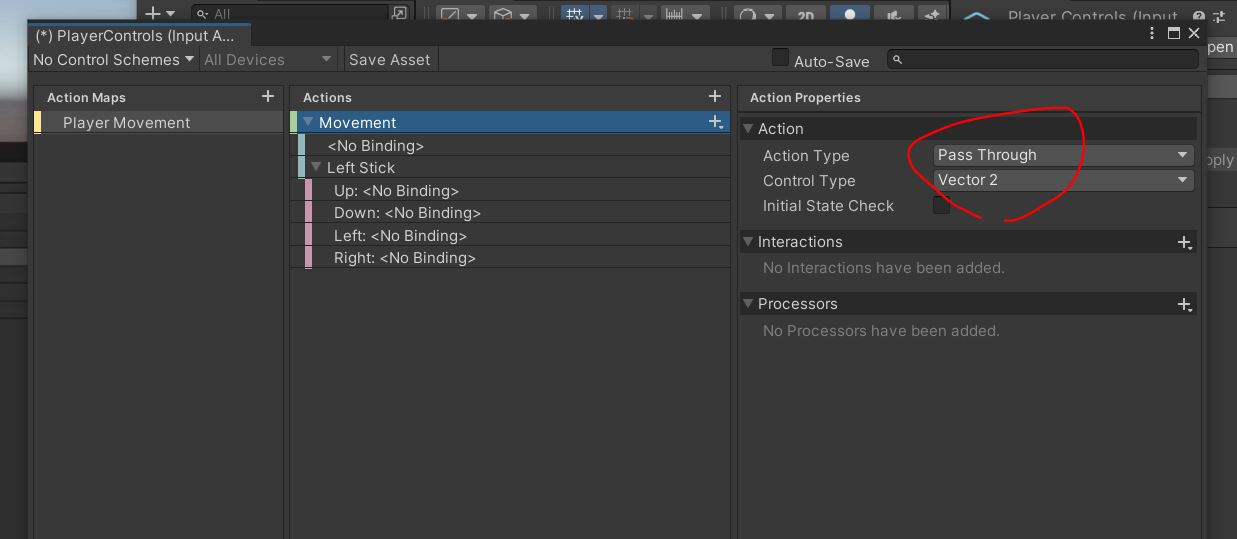 All
2D
Player Controls (Input
(*) PlayerControls (Input A...
pen
No Control Schemes
All Devices
Save Asset
Auto-Save
Action Maps
Actions
Action Properties
Player Movement
Movement
Action
<No Binding>
Action Type
Pass Through
pply
Left Stick
Control Type
Vector 2
Up: <No Binding>
Initial State Check
Down: <No Binding>
Left: <No Binding>
Interactions
Right: <No Binding>
No Interactions have been added.
Processors
No Processors have been added.